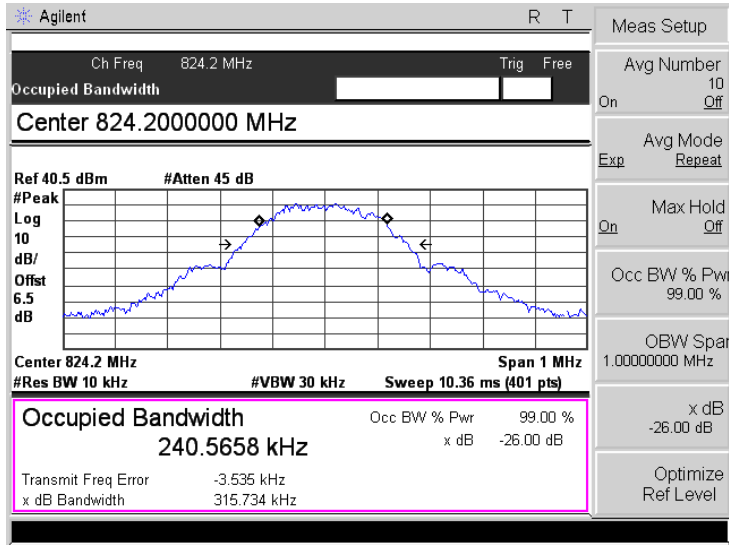 Agilent R T
Ch Freq 824.2 MHz Trig Free
Occupied Bandwidth
Center 824.2000000 MHz
Ref 40.5 dBm #Atten 45 dB
#Peak
Log
10
dB/
Offst
6.5
dB
Center 824.2 MHz Span 1 MHz
#Res BW 10 kHz #VBW 30 kHz Sweep 10.36 ms (401 pts)
Occupied Bandwidth Occ BW % Pwr 99.00 %
240.5658 kHz x dB -26.00 dB
Transmit Freq Error -3.535 kHz
x dB Bandwidth 315.734 kHz
Meas Setup
Avg Number
10
On Off
Avg Mode
Exp Repeat
Max Hold
On Off
Occ BW % Pwr
99.00 %
OBW Span
1.00000000 MHz
x dB
-26.00 dB
Optimize
Ref Level